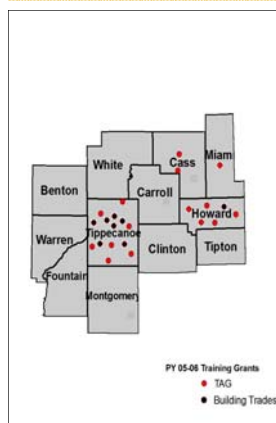 Miami
Cass
White
Carroll
Benton
Howard
Tippecanoe
Warren
Clinton
Tipton
Fountain
Montgomery
PY 05-06 Training Grants
TAG
Building Trades